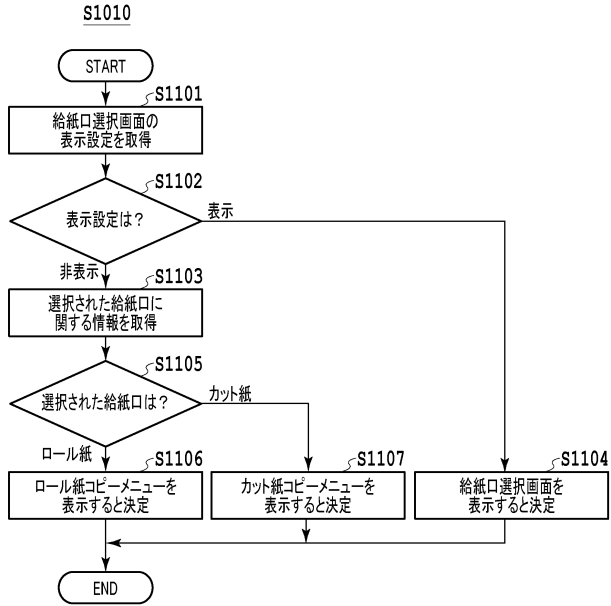 S1010
START
S1101
給紙口選択画面の
表示設定を取得
S1102
表示設定は？
表示
非表示
S1103
選択された給紙口に
関する情報を取得
S1105
選択された給紙口は？
カット紙
ロール紙
S1106
ロール紙コピーメニューを
表示すると決定
S1107
カット紙コピーメニューを
表示すると決定
S1104
給紙口選択画面を
表示すると決定
END